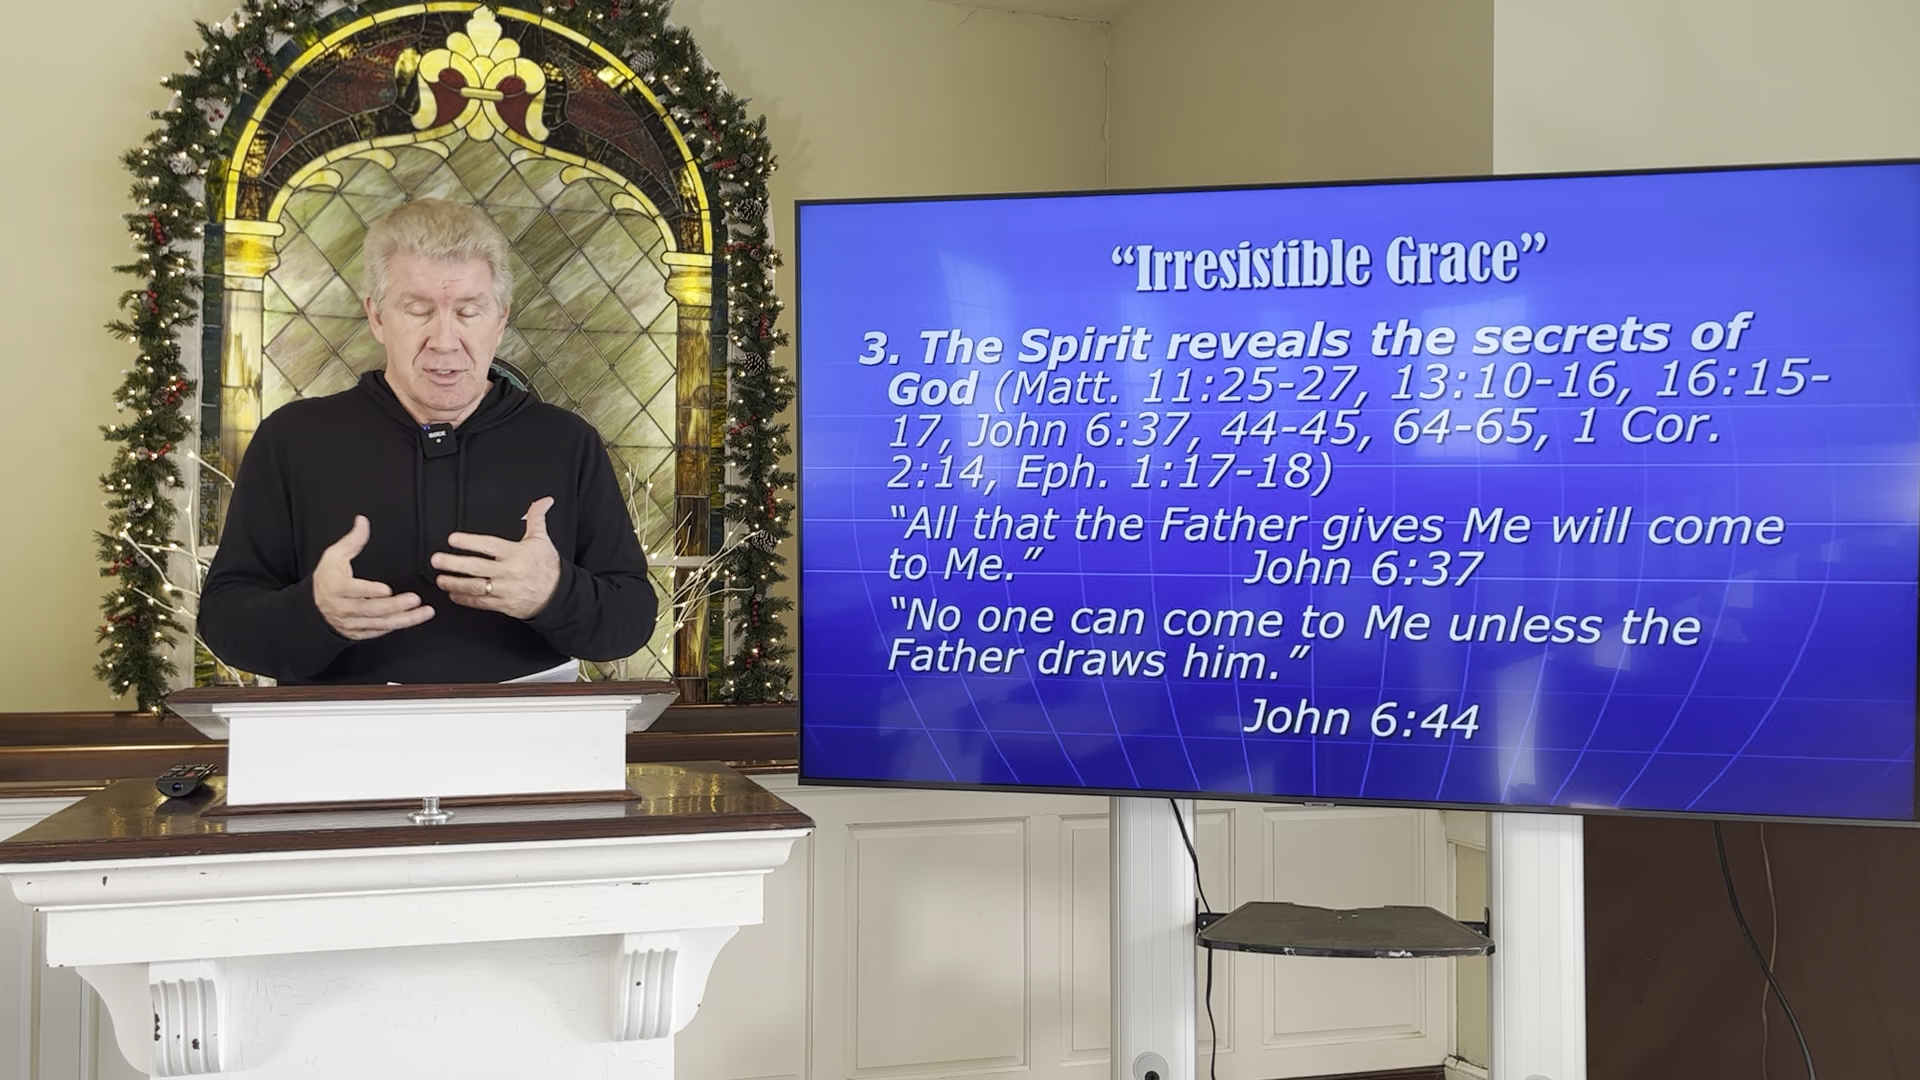 “Irresistible Grace”
3. The Spirit reveals the secrets of
God (Matt. 11:25-27, 13:10-16, 16:15-
17, John 6:37, 44-45, 64-65, 1 Cor.
2:14, Eph. 1:17-18)
“All that the Father gives Me will come
to Me.” John 6:37
“No one can come to Me unless the
Father draws him.”
John 6:44